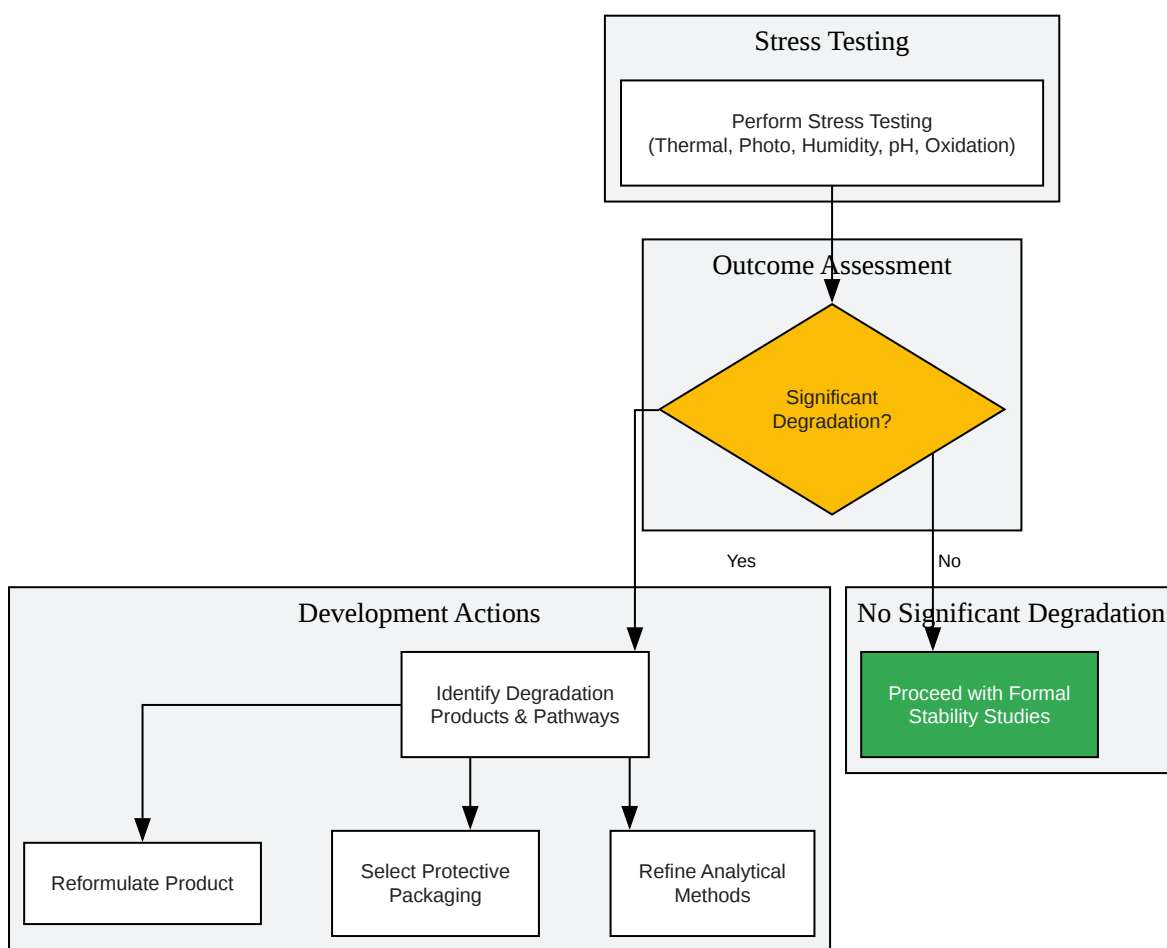 Stress Testing
Perform Stress Testing
(Thermal, Photo, Humidity, pH, Oxidation)
Outcome Assessment
Significant
Degradation?
Yes
No
Development Actions
No Significant Degradation
Identify Degradation
Products & Pathways
Proceed with Formal
Stability Studies
Reformulate Product
Select Protective
Packaging
Refine Analytical
Methods